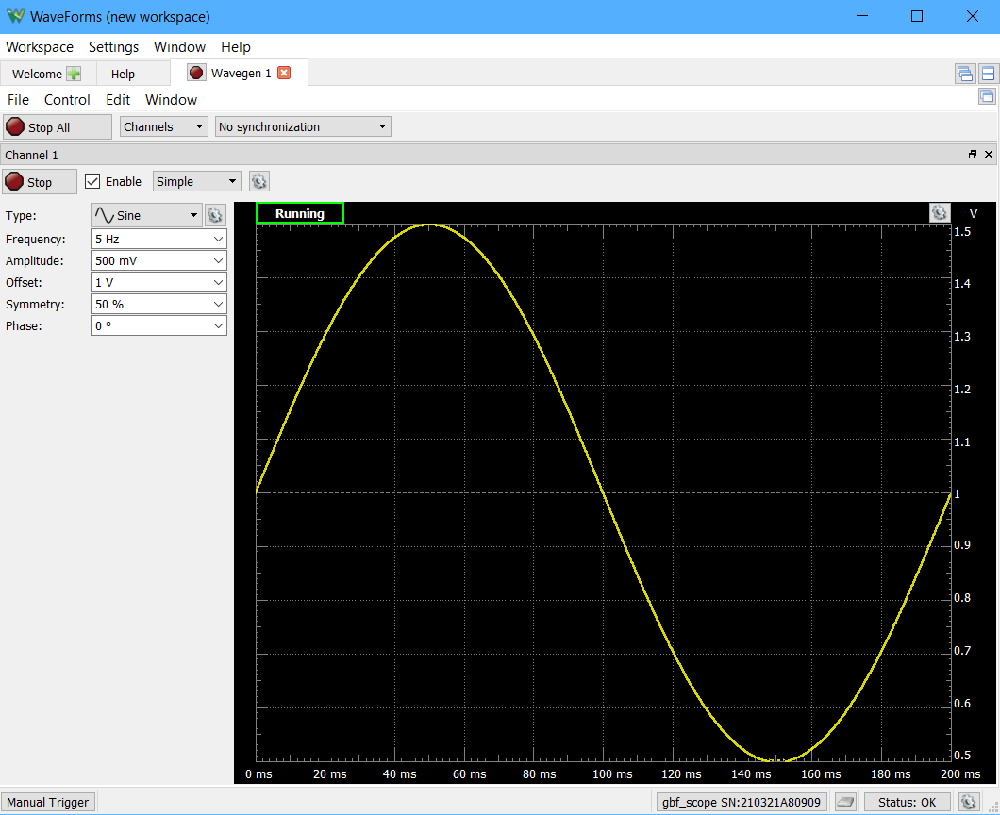 WaveForms (new workspace)
Workspace Settings Window Help
Welcome Help Wavegen 1
File Control Edit Window
Stop All Channels No synchronization
Channel 1
Stop Enable Simple
Type: Sine
Frequency: 5 Hz
Amplitude: 500 mV
Offset: 1 V
Symmetry: 50 %
Phase: 0 º
Running V
1.5
1.4
1.3
1.2
1.1
1
0.9
0.8
0.7
0.6
0.5
0 ms 20 ms 40 ms 60 ms 80 ms 100 ms 120 ms 140 ms 160 ms 180 ms 200 ms
Manual Trigger gbf_scope SN:210321A80909 Status: OK